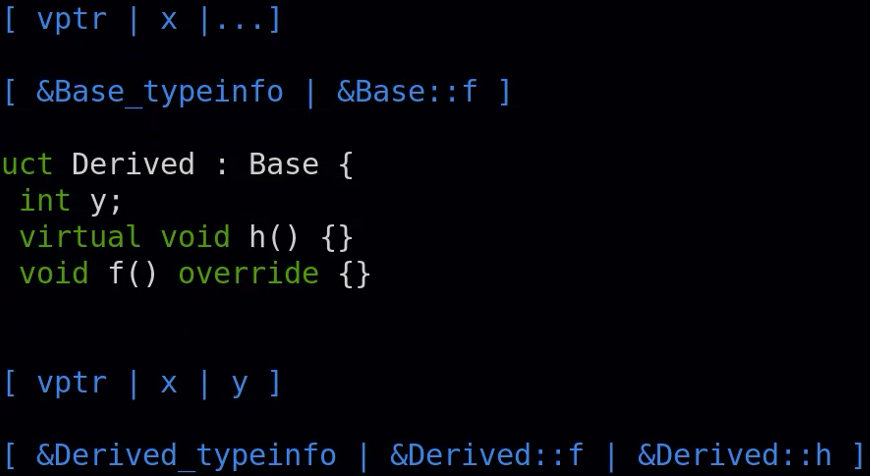 [ vptr | x |...]
[ &Base_typeinfo | &Base::f ]
uct Derived : Base {
int y;
virtual void h() {}
void f() override {}
[ vptr | x | y ]
[ &Derived_typeinfo | &Derived::f | &Derived::h ]